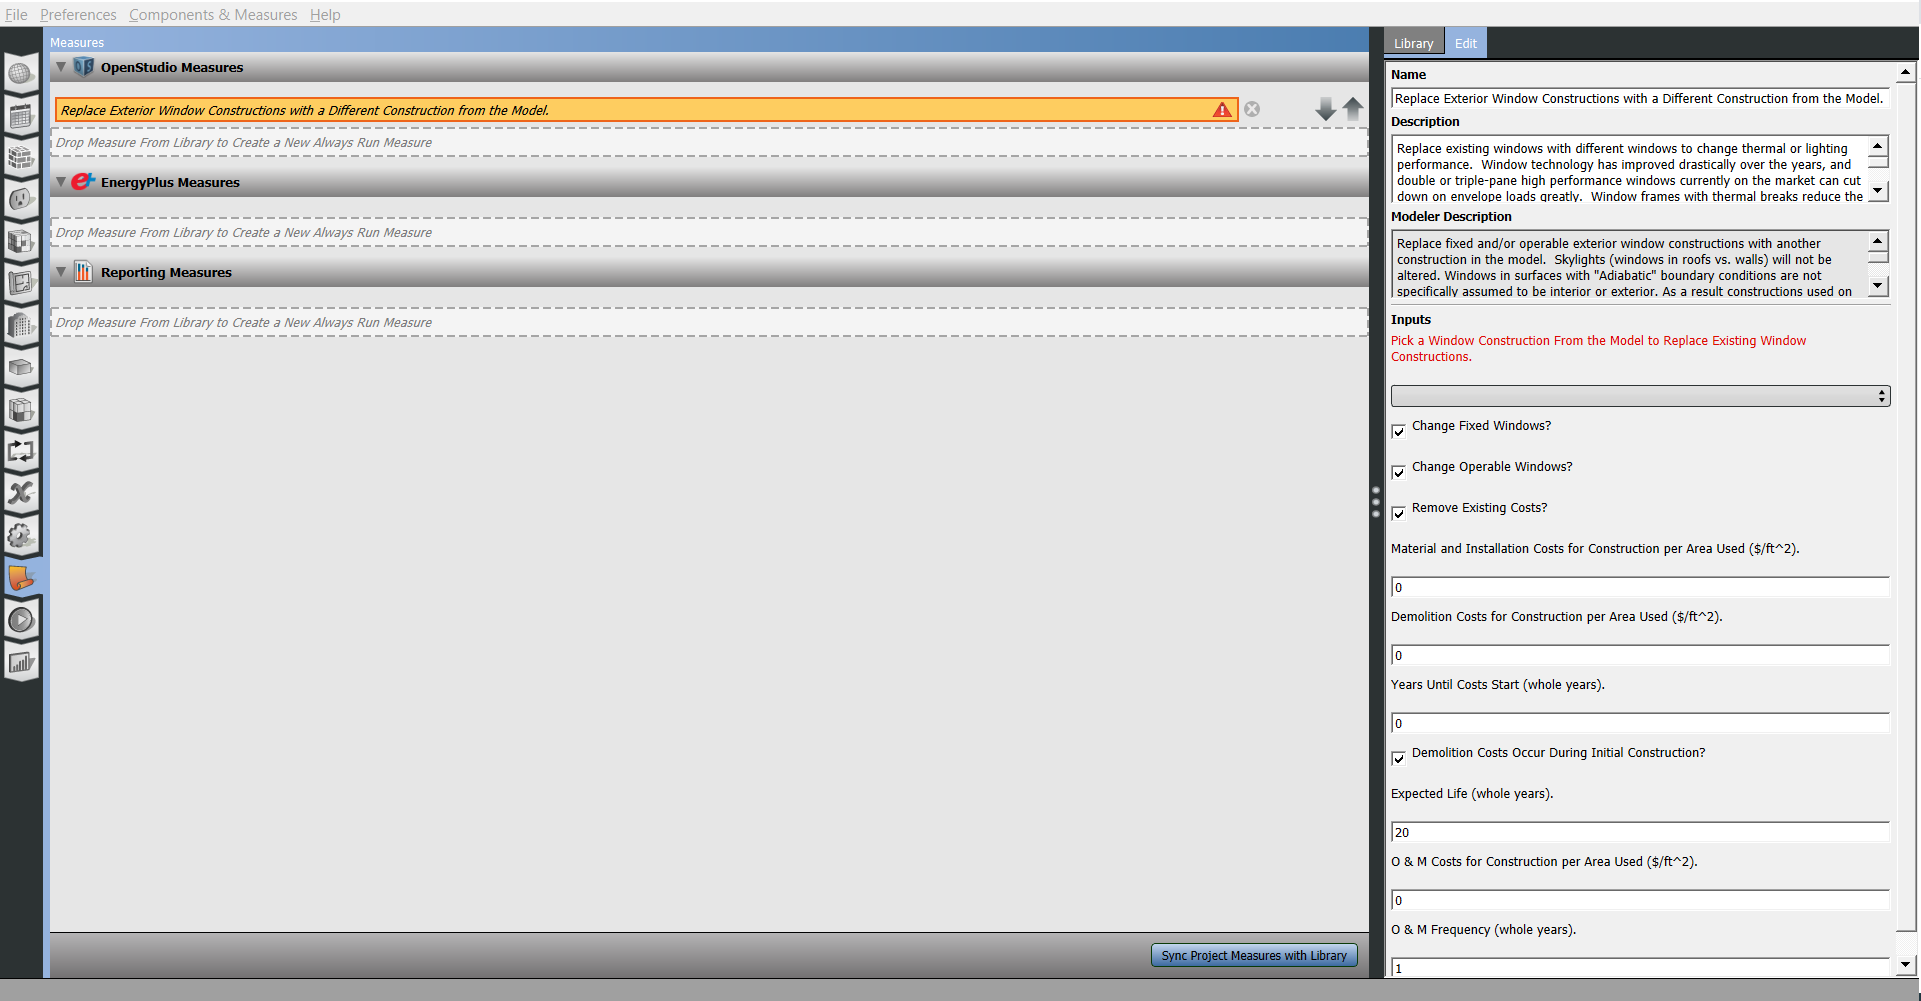 File Preferences Components & Measures Help
Measures
OpenStudio Measures
Replace Exterior Window Constructions with a Different Construction from the Model.
Drop Measure From Library to Create a New Always Run Measure
EnergyPlus Measures
Drop Measure From Library to Create a New Always Run Measure
Reporting Measures
Drop Measure From Library to Create a New Always Run Measure
Sync Project Measures with Library
Library Edit
Name
Replace Exterior Window Constructions with a Different Construction from the Model.
Description
Replace existing windows with different windows to change thermal or lighting
performance.  Window technology has improved drastically over the years, and
double or triple-pane high performance windows currently on the market can cut
down on envelope loads greatly.  Window frames with thermal breaks reduce the
Modeler Description
Replace fixed and/or operable exterior window constructions with another
construction in the model.  Skylights (windows in roofs vs. walls) will not be
altered. Windows in surfaces with "Adiabatic" boundary conditions are not
specifically assumed to be interior or exterior. As a result constructions used on
Inputs
Pick a Window Construction From the Model to Replace Existing Window
Constructions.
Change Fixed Windows?
Change Operable Windows?
Remove Existing Costs?
Material and Installation Costs for Construction per Area Used ($/ft^2).
0
Demolition Costs for Construction per Area Used ($/ft^2).
0
Years Until Costs Start (whole years).
0
Demolition Costs Occur During Initial Construction?
Expected Life (whole years).
20
O & M Costs for Construction per Area Used ($/ft^2).
0
O & M Frequency (whole years).
1